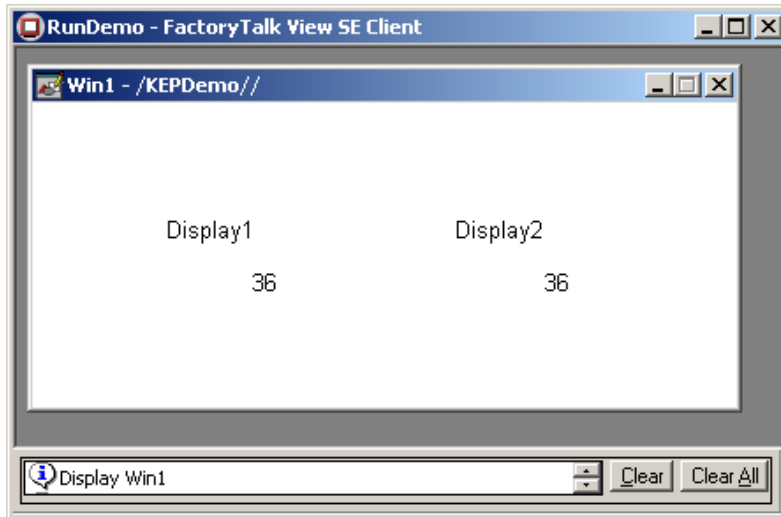 RunDemo - FactoryTalk View SE Client
Win1 - /KEPDemo//
Display1 Display2
36 36
Display Win1 Clear Clear All